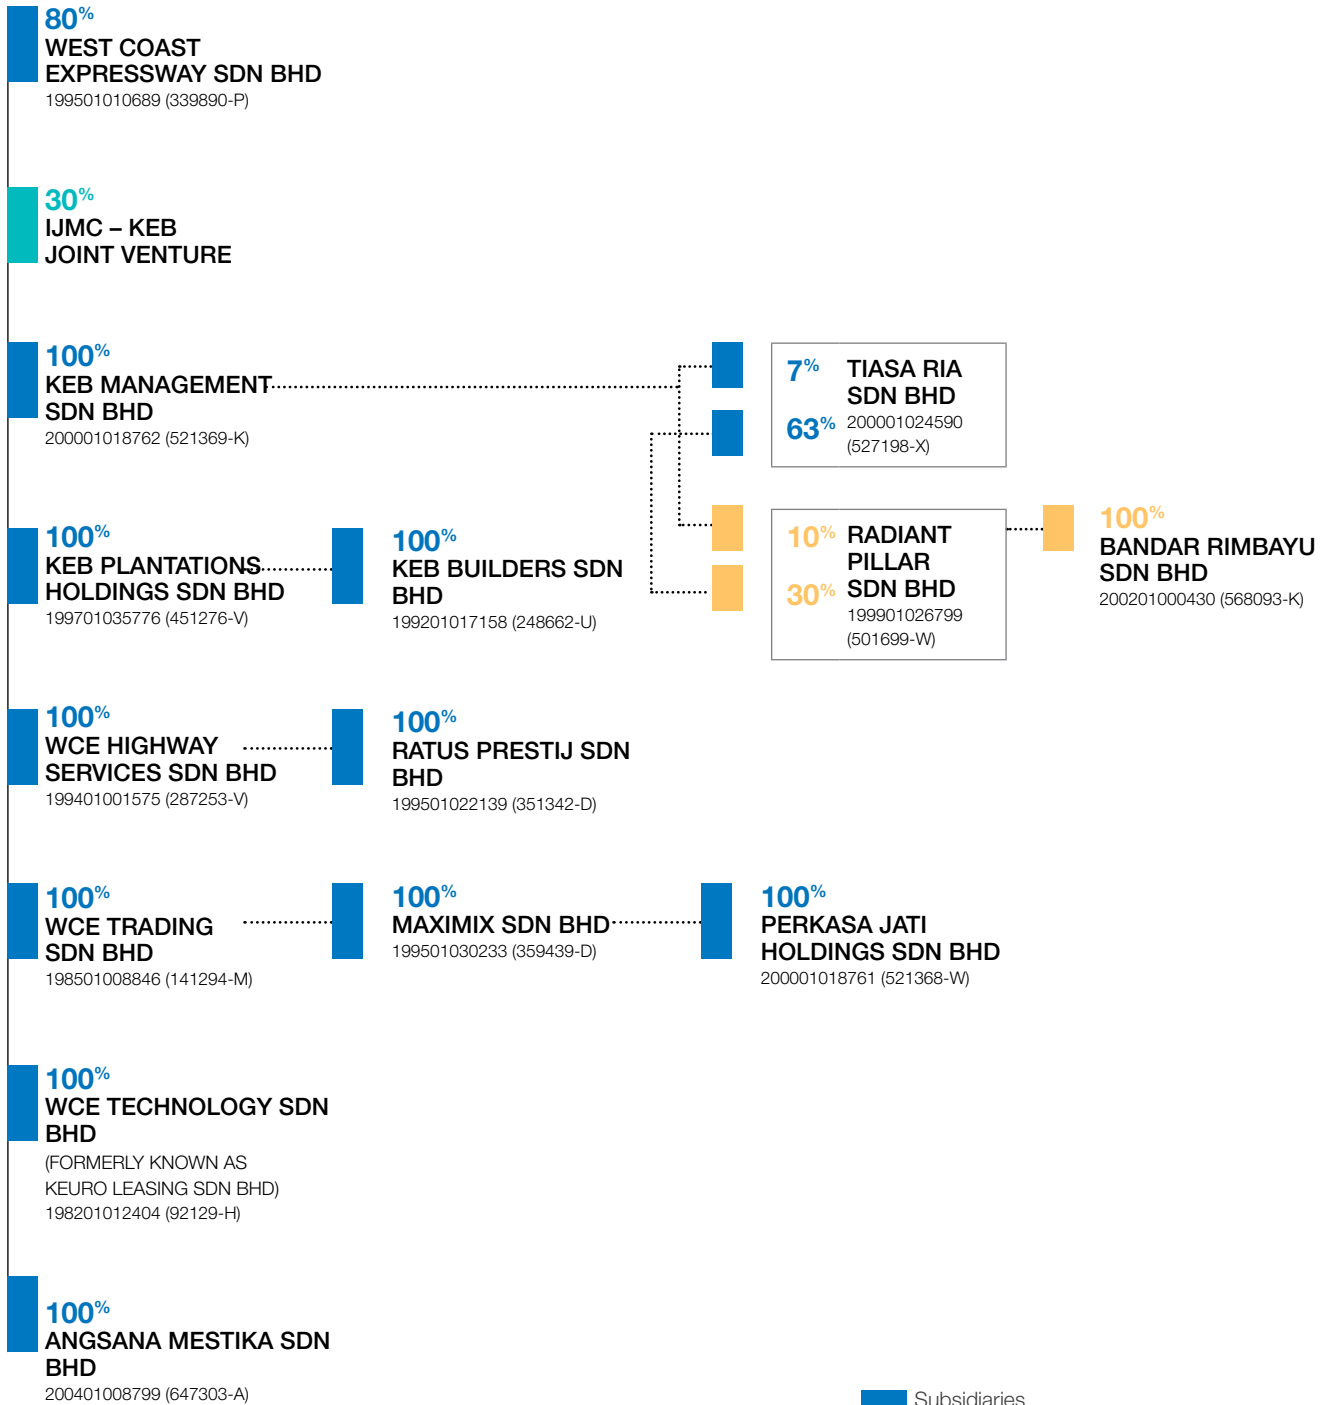 80%
WEST COAST
EXPRESSWAY SDN BHD
199501010689 (339890-P)
30%
IJMC – KEB
JOINT VENTURE
100%
KEB MANAGEMENT
SDN BHD
200001018762 (521369-K)
7%
63%
TIASA RIA
SDN BHD
200001024590
(527198-X)
100%
KEB PLANTATIONS
HOLDINGS SDN BHD
199701035776 (451276-V)
100%
KEB BUILDERS SDN
BHD
199201017158 (248662-U)
10%
30%
RADIANT
PILLAR
SDN BHD
199901026799
(501699-W)
100%
BANDAR RIMBAYU
SDN BHD
200201000430 (568093-K)
100%
WCE HIGHWAY
SERVICES SDN BHD
199401001575 (287253-V)
100%
RATUS PRESTIJ SDN
BHD
199501022139 (351342-D)
100%
WCE TRADING
SDN BHD
198501008846 (141294-M)
100%
MAXIMIX SDN BHD
199501030233 (359439-D)
100%
PERKASA JATI
HOLDINGS SDN BHD
200001018761 (521368-W)
100%
WCE TECHNOLOGY SDN
BHD
(FORMERLY KNOWN AS
KEURO LEASING SDN BHD)
198201012404 (92129-H)
100%
ANGSANA MESTIKA SDN
BHD
200401008799 (647303-A)
Subsidiaries